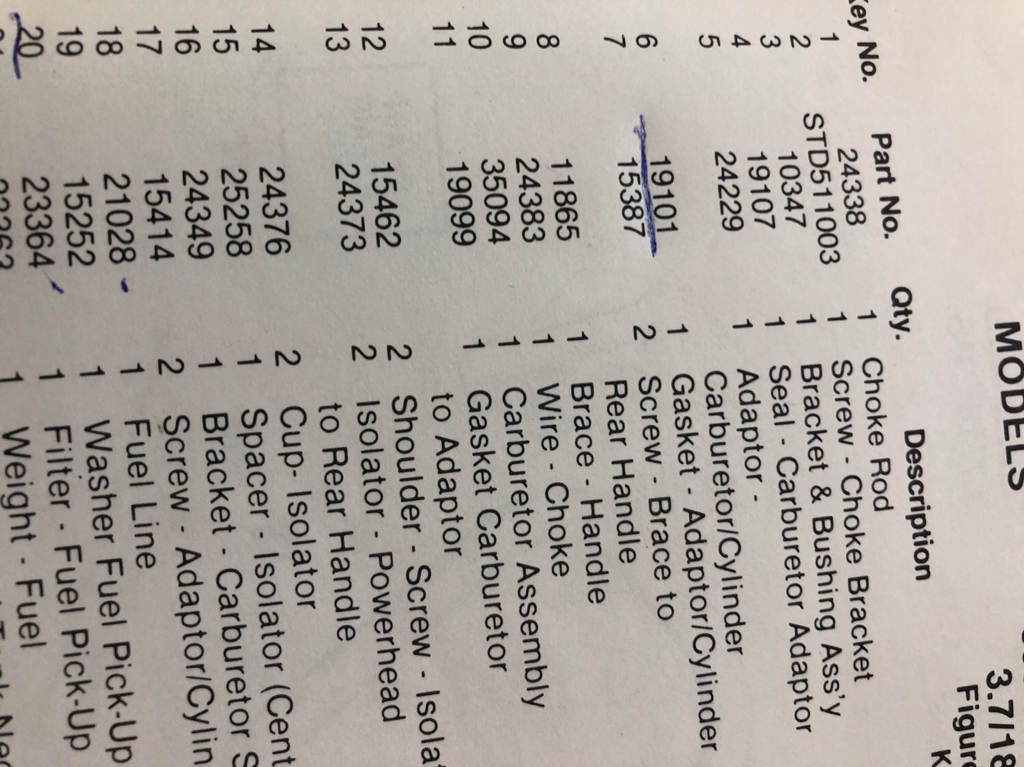 MODELS
3.7/18
Figure
K
Key No. Part No. Qty. Description
1 24338 1 Choke Rod
2 STD511003 1 Screw - Choke Bracket
3 10347 1 Bracket & Bushing Ass'y
4 19107 1 Seal - Carburetor Adaptor
5 24229 1 Adaptor -
Carburetor/Cylinder
6 19101 1 Gasket - Adaptor/Cylinder
7 15387 2 Screw - Brace to
Rear Handle
8 11865 1 Brace - Handle
9 24383 1 Wire - Choke
10 35094 1 Carburetor Assembly
11 19099 1 Gasket Carburetor
to Adaptor
12 15462 2 Shoulder - Screw - Isola
13 24373 2 Isolator - Powerhead
to Rear Handle
14 24376 2 Cup- Isolator
15 25258 1 Spacer - Isolator (Cent
16 24349 1 Bracket - Carburetor S
17 15414 2 Screw - Adaptor/Cylin
18 21028 1 Fuel Line
19 15252 1 Washer Fuel Pick-Up
20 23364 1 Filter - Fuel Pick-Up
23363 1 Weight - Fuel
Tank